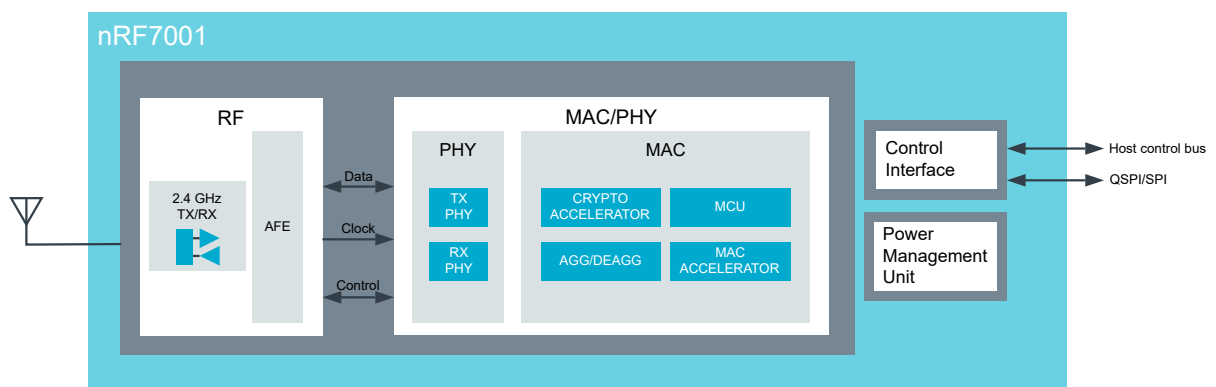 nRF7001
RF
MAC/PHY
PHY
MAC
2.4 GHz
TX/RX
AFE
Data
Clock
Control
TX
PHY
RX
PHY
CRYPTO
ACCELERATOR
MCU
AGG/DEAGG
MAC
ACCELERATOR
Control
Interface
Host control bus
QSPI/SPI
Power
Management
Unit